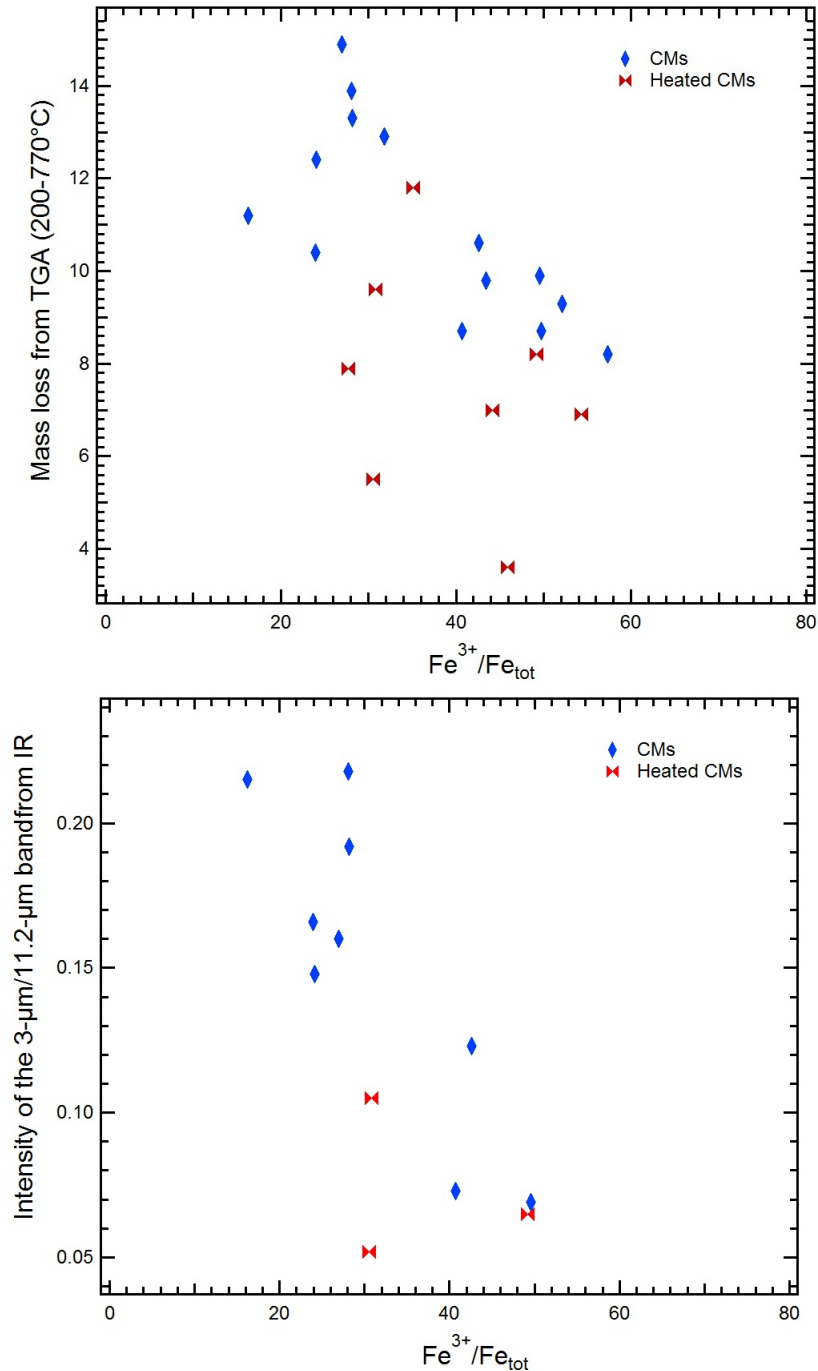 CMs
Heated CMs
14
12
10
8
6
4
Mass loss from TGA (200-770°C)
0
20
40
60
80
Fe³⁺/Feₜₒₜ
CMs
Heated CMs
0.20
0.15
0.10
0.05
Intensity of the 3-µm/11.2-µm bandfrom IR
0
20
40
60
80
Fe³⁺/Feₜₒₜ